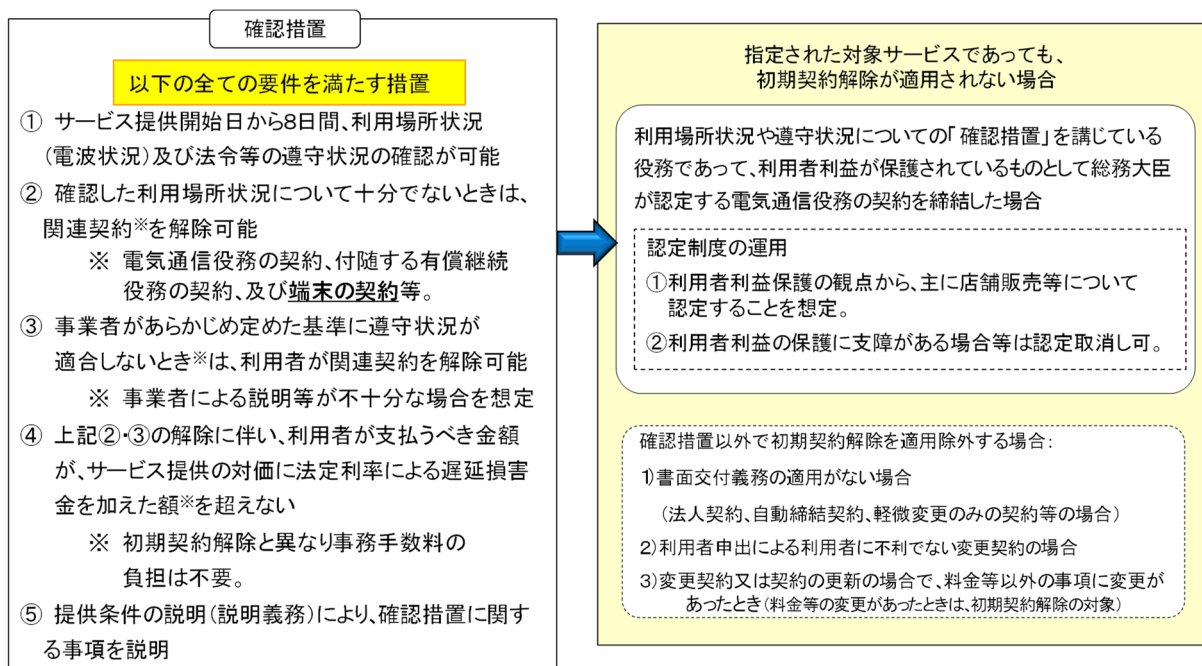 確認措置
以下の全ての要件を満たす措置
① サービス提供開始日から8日間、利用場所状況
(電波状況)及び法令等の遵守状況の確認が可能
② 確認した利用場所状況について十分でないときは、
関連契約※を解除可能
※ 電気通信役務の契約、付随する有償継続
役務の契約、及び端末の契約等。
③ 事業者があらかじめ定めた基準に遵守状況が
適合しないとき※は、利用者が関連契約を解除可能
※ 事業者による説明等が不十分な場合を想定
④ 上記②・③の解除に伴い、利用者が支払うべき金額
が、サービス提供の対価に法定利率による遅延損害
金を加えた額※を超えない
※ 初期契約解除と異なり事務手数料の
負担は不要。
⑤ 提供条件の説明(説明義務)により、確認措置に関す
る事項を説明
指定された対象サービスであっても、
初期契約解除が適用されない場合
利用場所状況や遵守状況についての「確認措置」を講じている
役務であって、利用者利益が保護されているものとして総務大臣
が認定する電気通信役務の契約を締結した場合
認定制度の運用
①利用者利益保護の観点から、主に店舗販売等について
認定することを想定。
②利用者利益の保護に支障がある場合等は認定取消し可。
確認措置以外で初期契約解除を適用除外する場合:
1)書面交付義務の適用がない場合
(法人契約、自動締結契約、軽微変更のみの契約等の場合)
2)利用者申出による利用者に不利でない変更契約の場合
3)変更契約又は契約の更新の場合で、料金等以外の事項に変更が
あったとき(料金等の変更があったときは、初期契約解除の対象)